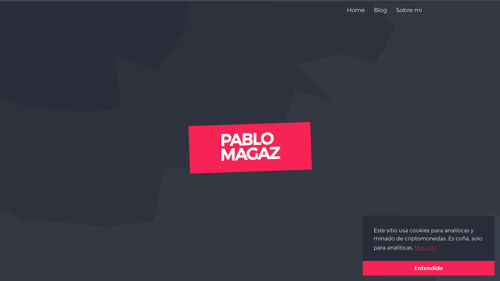 Home Blog Sobre mí
PABLO
MAGAZ
Este sitio usa cookies para analíticas y
minado de criptomonedas. Es coña, solo
para analíticas. Más info
Entendido